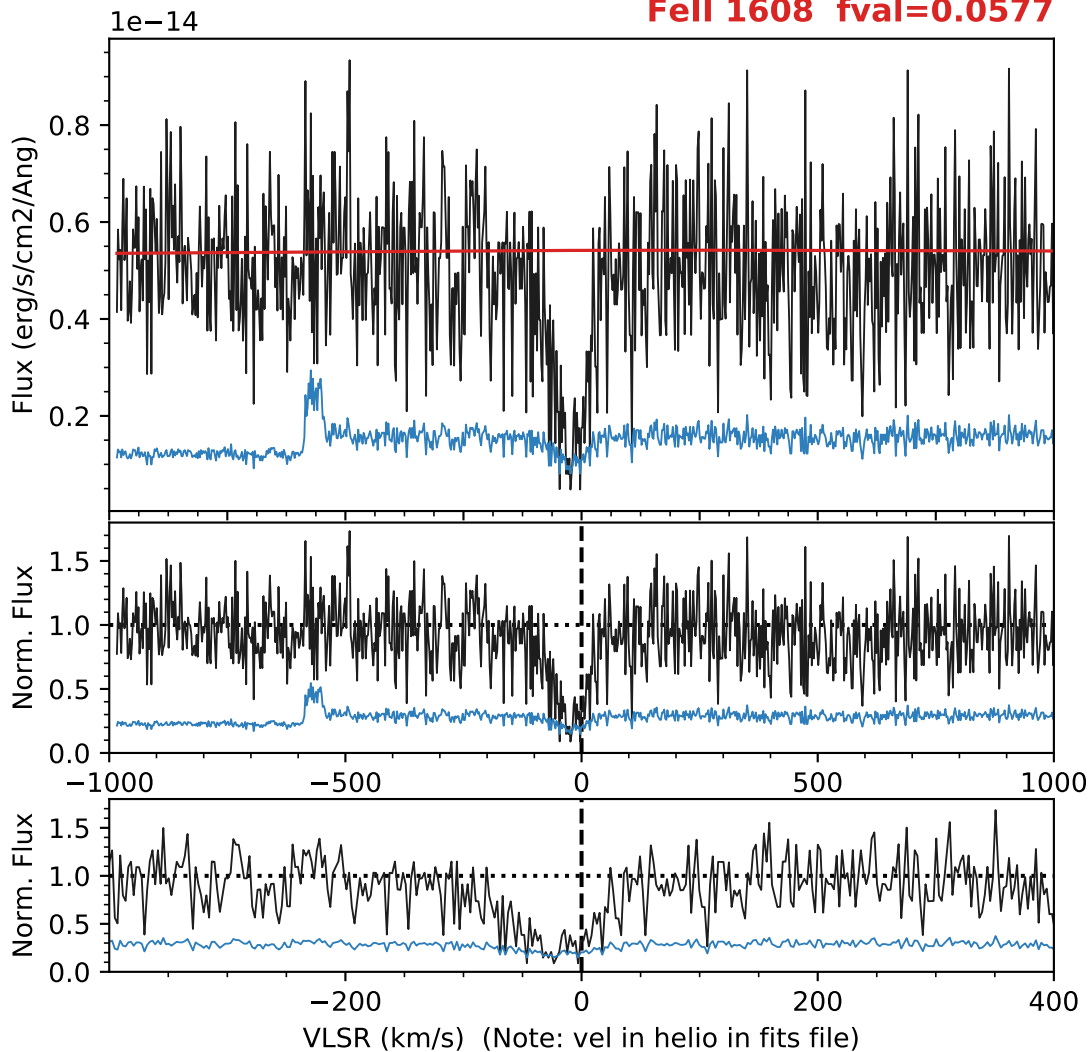 FeII 1608 fval=0.0577
1e−14
0.8
0.6
0.4
0.2
Flux (erg/s/cm2/Ang)
1.5
1.0
0.5
0.0
Norm. Flux
−1000 −500 0 500 1000
1.5
1.0
0.5
0.0
Norm. Flux
−200 0 200 400
VLSR (km/s) (Note: vel in helio in fits file)